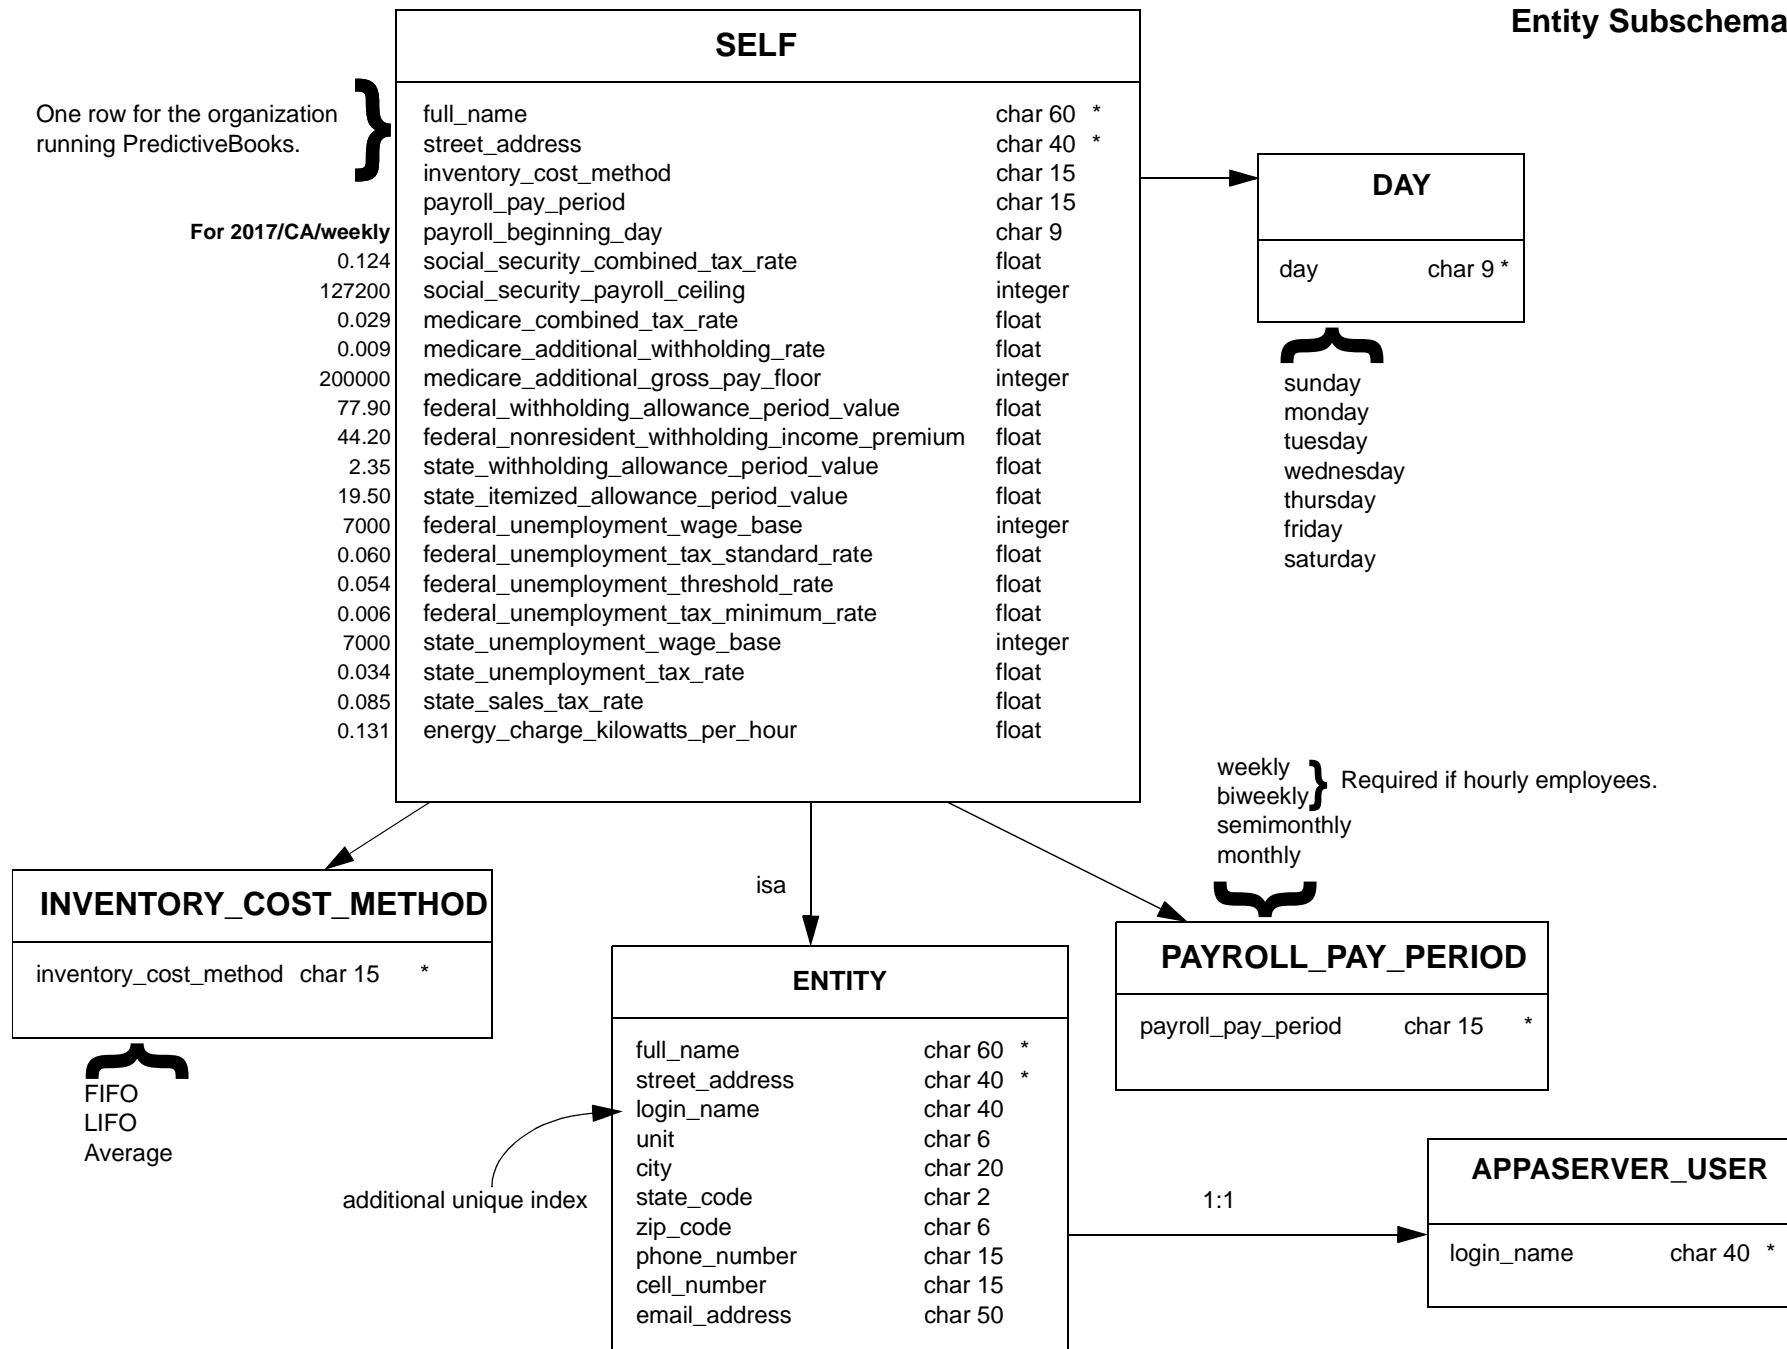 Entity Subschema
SELF
One row for the organization
running PredictiveBooks.
full_name char 60 *
street_address char 40 *
inventory_cost_method char 15
payroll_pay_period char 15
For 2017/CA/weekly payroll_beginning_day char 9
0.124 social_security_combined_tax_rate float
127200 social_security_payroll_ceiling integer
0.029 medicare_combined_tax_rate float
0.009 medicare_additional_withholding_rate float
200000 medicare_additional_gross_pay_floor integer
77.90 federal_withholding_allowance_period_value float
44.20 federal_nonresident_withholding_income_premium float
2.35 state_withholding_allowance_period_value float
19.50 state_itemized_allowance_period_value float
7000 federal_unemployment_wage_base integer
0.060 federal_unemployment_tax_standard_rate float
0.054 federal_unemployment_threshold_rate float
0.006 federal_unemployment_tax_minimum_rate float
7000 state_unemployment_wage_base integer
0.034 state_unemployment_tax_rate float
0.085 state_sales_tax_rate float
0.131 energy_charge_kilowatts_per_hour float
DAY
day char 9 *
sunday
monday
tuesday
wednesday
thursday
friday
saturday
weekly
biweekly
Required if hourly employees.
semimonthly
monthly
INVENTORY_COST_METHOD
inventory_cost_method char 15 *
FIFO
LIFO
Average
isa
ENTITY
full_name char 60 *
street_address char 40 *
login_name char 40
unit char 6
city char 20
state_code char 2
zip_code char 6
phone_number char 15
cell_number char 15
email_address char 50
additional unique index
PAYROLL_PAY_PERIOD
payroll_pay_period char 15 *
1:1
APPASERVER_USER
login_name char 40 *